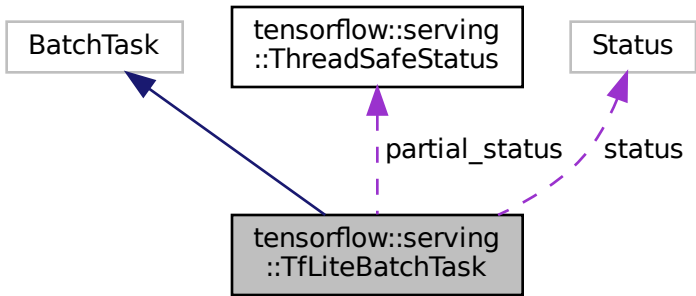 BatchTask
tensorflow::serving
::ThreadSafeStatus
Status
partial_status
status
tensorflow::serving
::TfLiteBatchTask